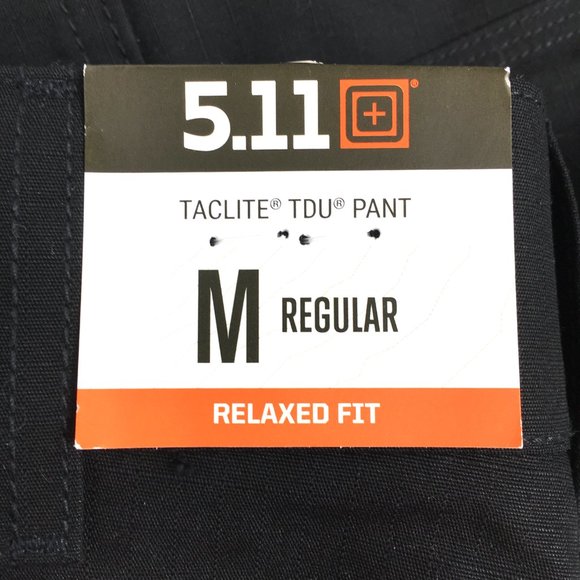 5.11®
TACLITE® TDU® PANT
M REGULAR
RELAXED FIT